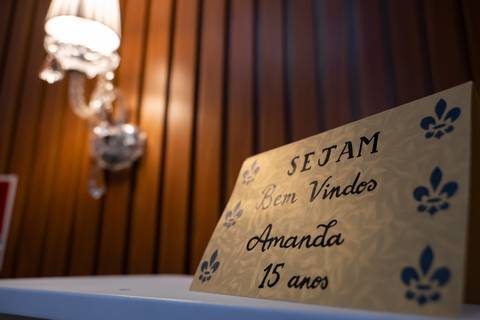 SEJAM
Bem Vindos
Amanda
15 anos